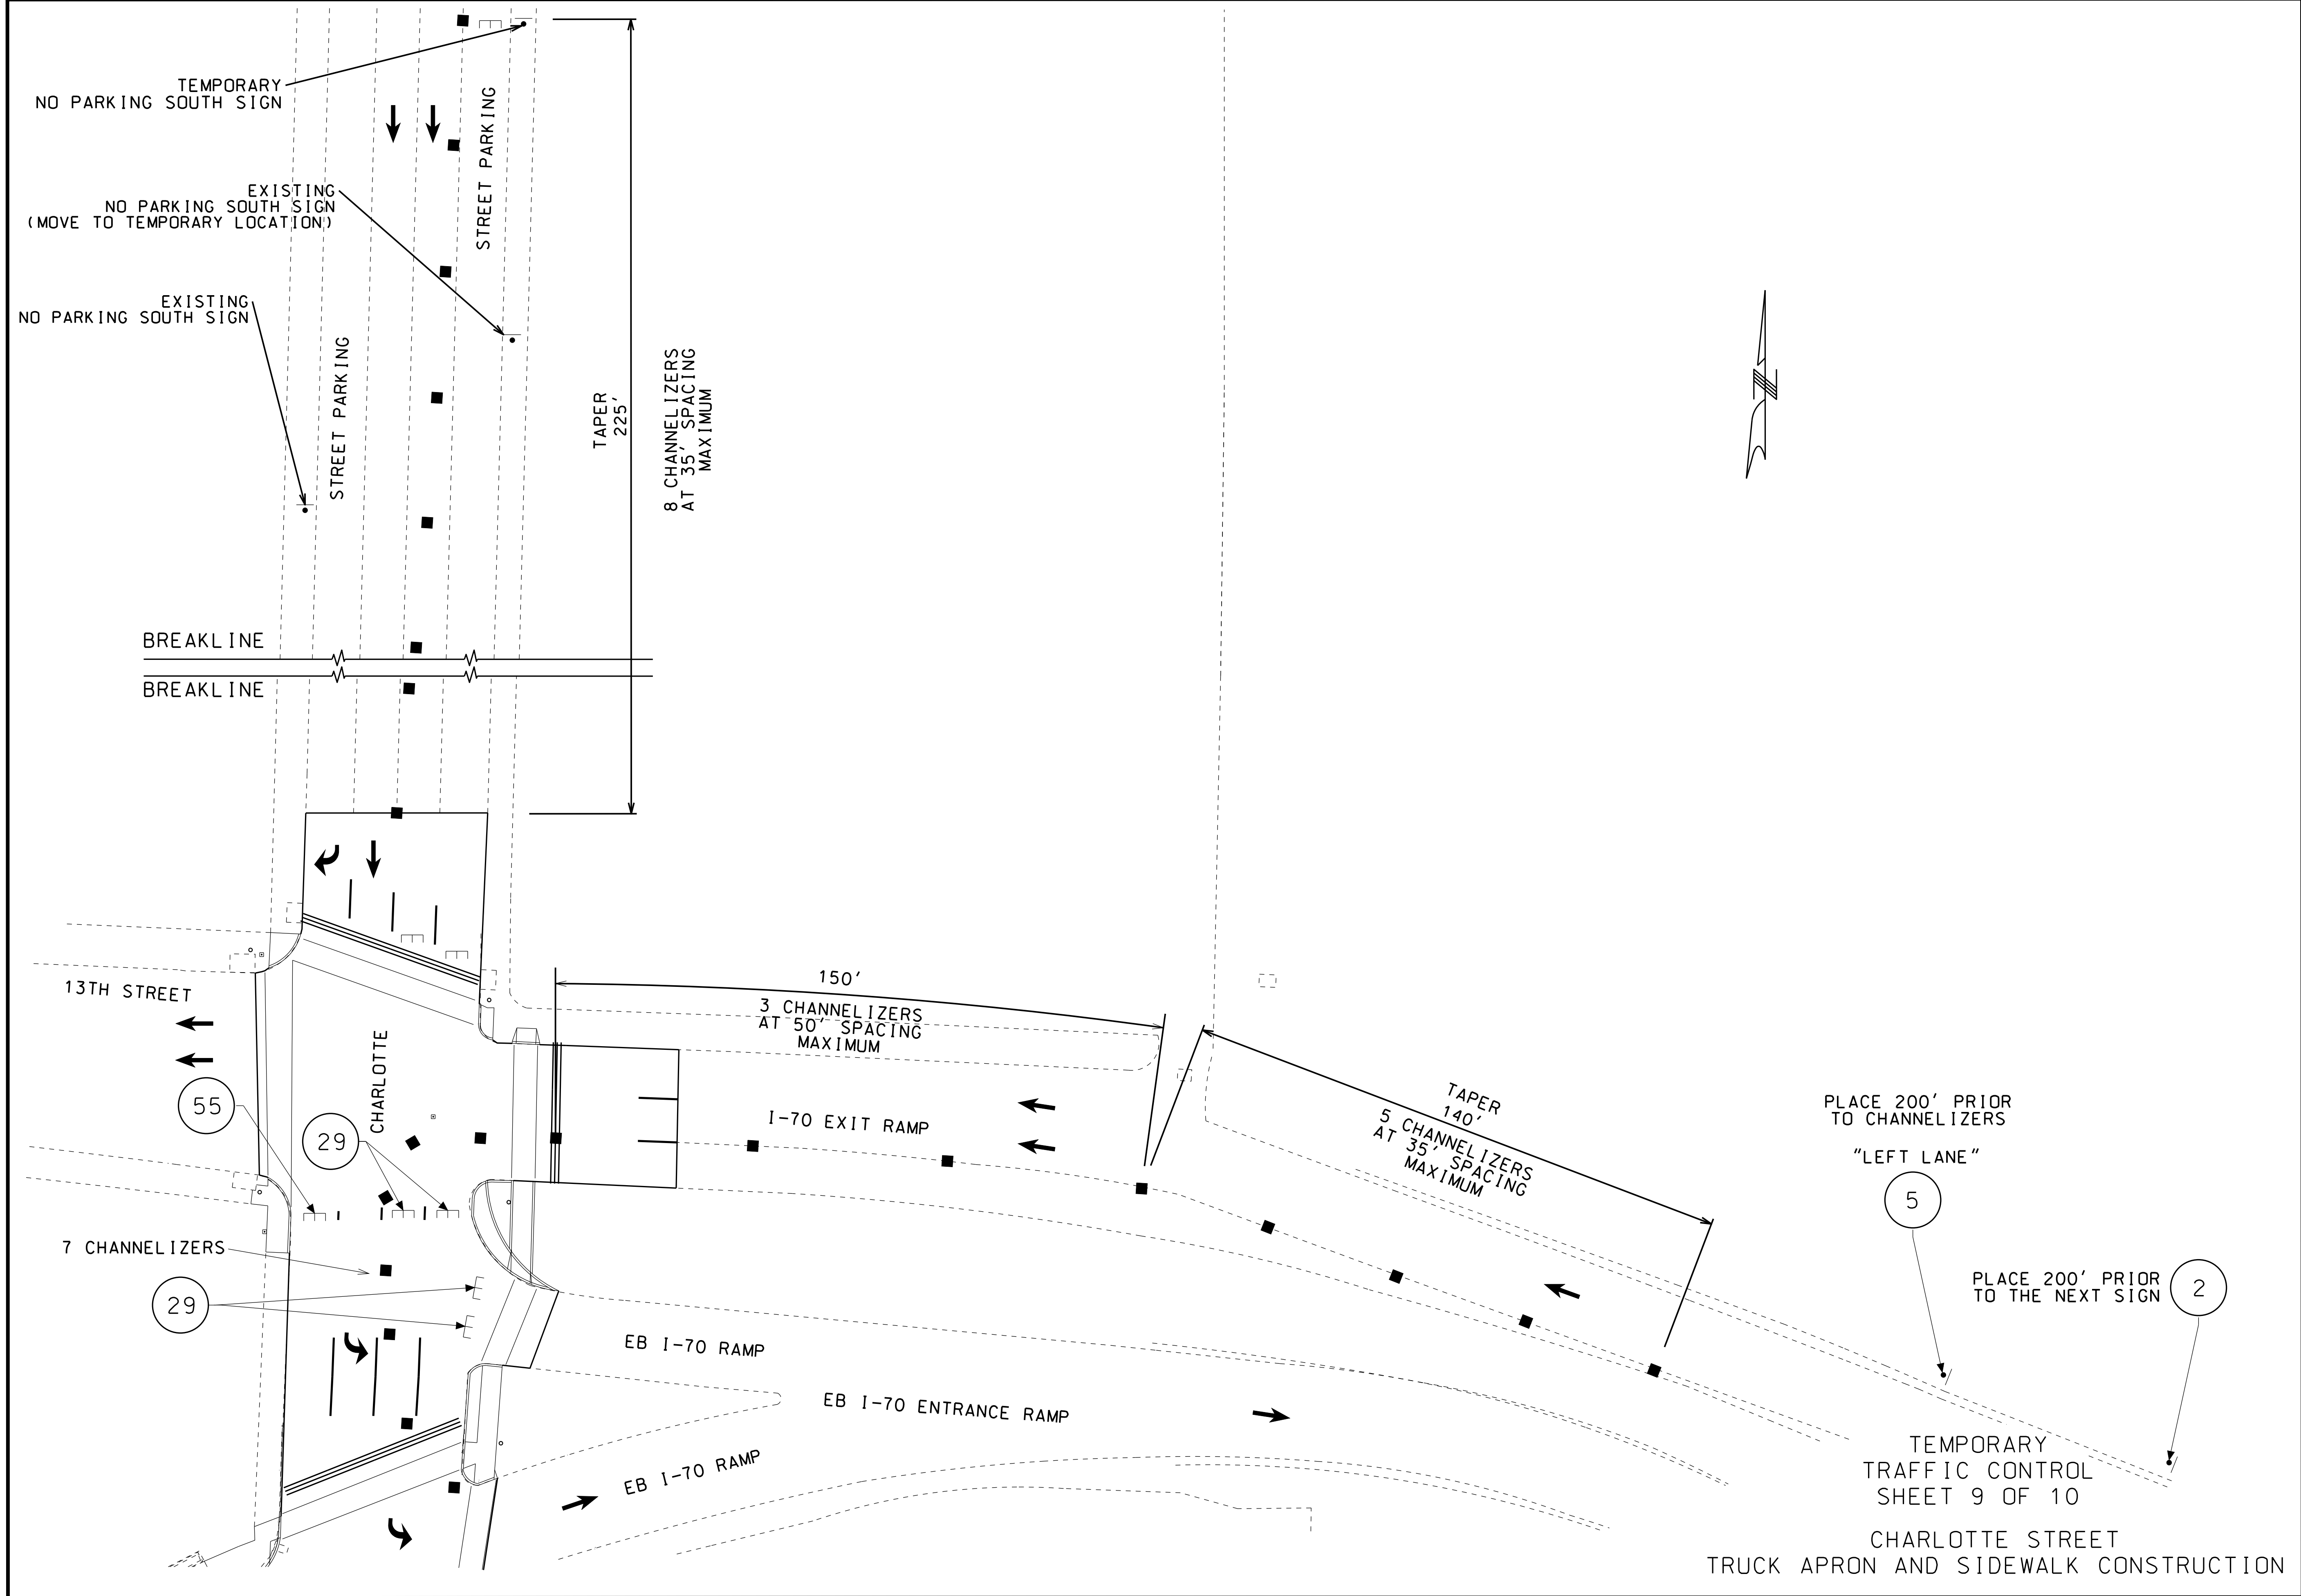 TEMPORARY
NO PARKING SOUTH SIGN
STREET PARKING
EXISTING
NO PARKING SOUTH SIGN
(MOVE TO TEMPORARY LOCATION)
EXISTING
NO PARKING SOUTH SIGN
STREET PARKING
TAPER
225'
8 CHANNELIZERS
AT 35' SPACING
MAXIMUM
N
BREAKLINE
BREAKLINE
13TH STREET
CHARLOTTE
55
29
7 CHANNELIZERS
29
150'
3 CHANNELIZERS
AT 50' SPACING
MAXIMUM
I-70 EXIT RAMP
TAPER
140'
5 CHANNELIZERS
AT 35' SPACING
MAXIMUM
PLACE 200' PRIOR
TO CHANNELIZERS
"LEFT LANE"
5
PLACE 200' PRIOR
TO THE NEXT SIGN
2
EB I-70 RAMP
EB I-70 ENTRANCE RAMP
EB I-70 RAMP
TEMPORARY
TRAFFIC CONTROL
SHEET 9 OF 10
CHARLOTTE STREET
TRUCK APRON AND SIDEWALK CONSTRUCTION